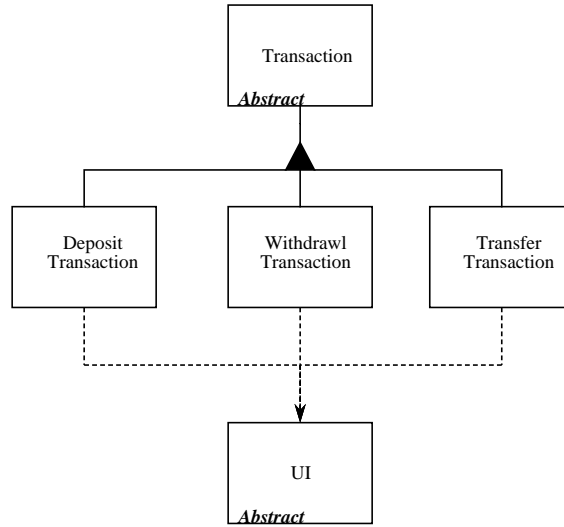 Transaction
Abstract
Deposit
Transaction
Withdrawl
Transaction
Transfer
Transaction
UI
Abstract